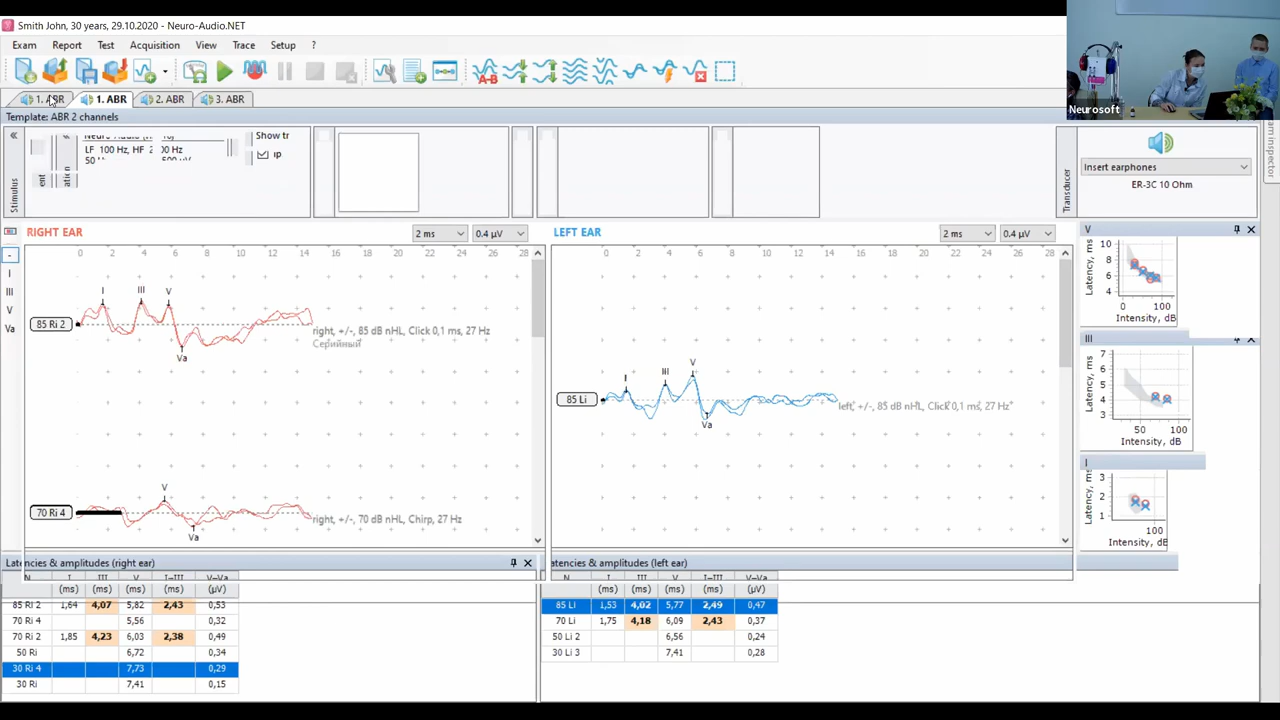 Smith John, 30 years, 29.10.2020 - Neuro-Audio.NET
Exam Report Test Acquisition View Trace Setup ?
Neurosoft
1. ABR 1. ABR 2. ABR 3. ABR
Template: ABR 2 channels
Stimulus
LF 100 Hz, HF 2
00 Hz
50
Show tr
Transducer
Insert earphones
ER-3C 10 Ohm
RIGHT EAR 2 ms 0.4 µV
LEFT EAR 2 ms 0.4 µV
0 2 4 6 8 10 12 14 16 18 20 22 24 26 28
0 2 4 6 8 10 12 14 16 18 20 22 24 26 28
-
I
III
V
Va
I III V
85 Ri 2
Va
right, +/-, 85 dB nHL, Click 0,1 ms, 27 Hz
Серийный
V
70 Ri 4
Va
right, +/-, 70 dB nHL, Chirp, 27 Hz
I III V
85 Li
Va
left, +/-, 85 dB nHL, Click 0,1 ms, 27 Hz*
V
Latency, ms
10
8
6
4
0 50 100
Intensity, dB
III
Latency, ms
7
6
5
4
3
50 100
Intensity, dB
I
Latency, ms
3
2
1
100
Intensity, dB
Latencies & amplitudes (right ear)
N I III V I-III V-Va
(ms) (ms) (ms) (ms) (µV)
85 Ri 2 1,64 4,07 5,82 2,43 0,53
70 Ri 4 5,56 0,32
70 Ri 2 1,85 4,23 6,03 2,38 0,49
50 Ri 6,72 0,34
30 Ri 4 7,73 0,29
30 Ri 7,41 0,15
atencies & amplitudes (left ear)
N I III V I-III V-Va
(ms) (ms) (ms) (ms) (µV)
85 Li 1,53 4,02 5,77 2,49 0,47
70 Li 1,75 4,18 6,09 2,43 0,37
50 Li 2 6,56 0,24
30 Li 3 7,41 0,28